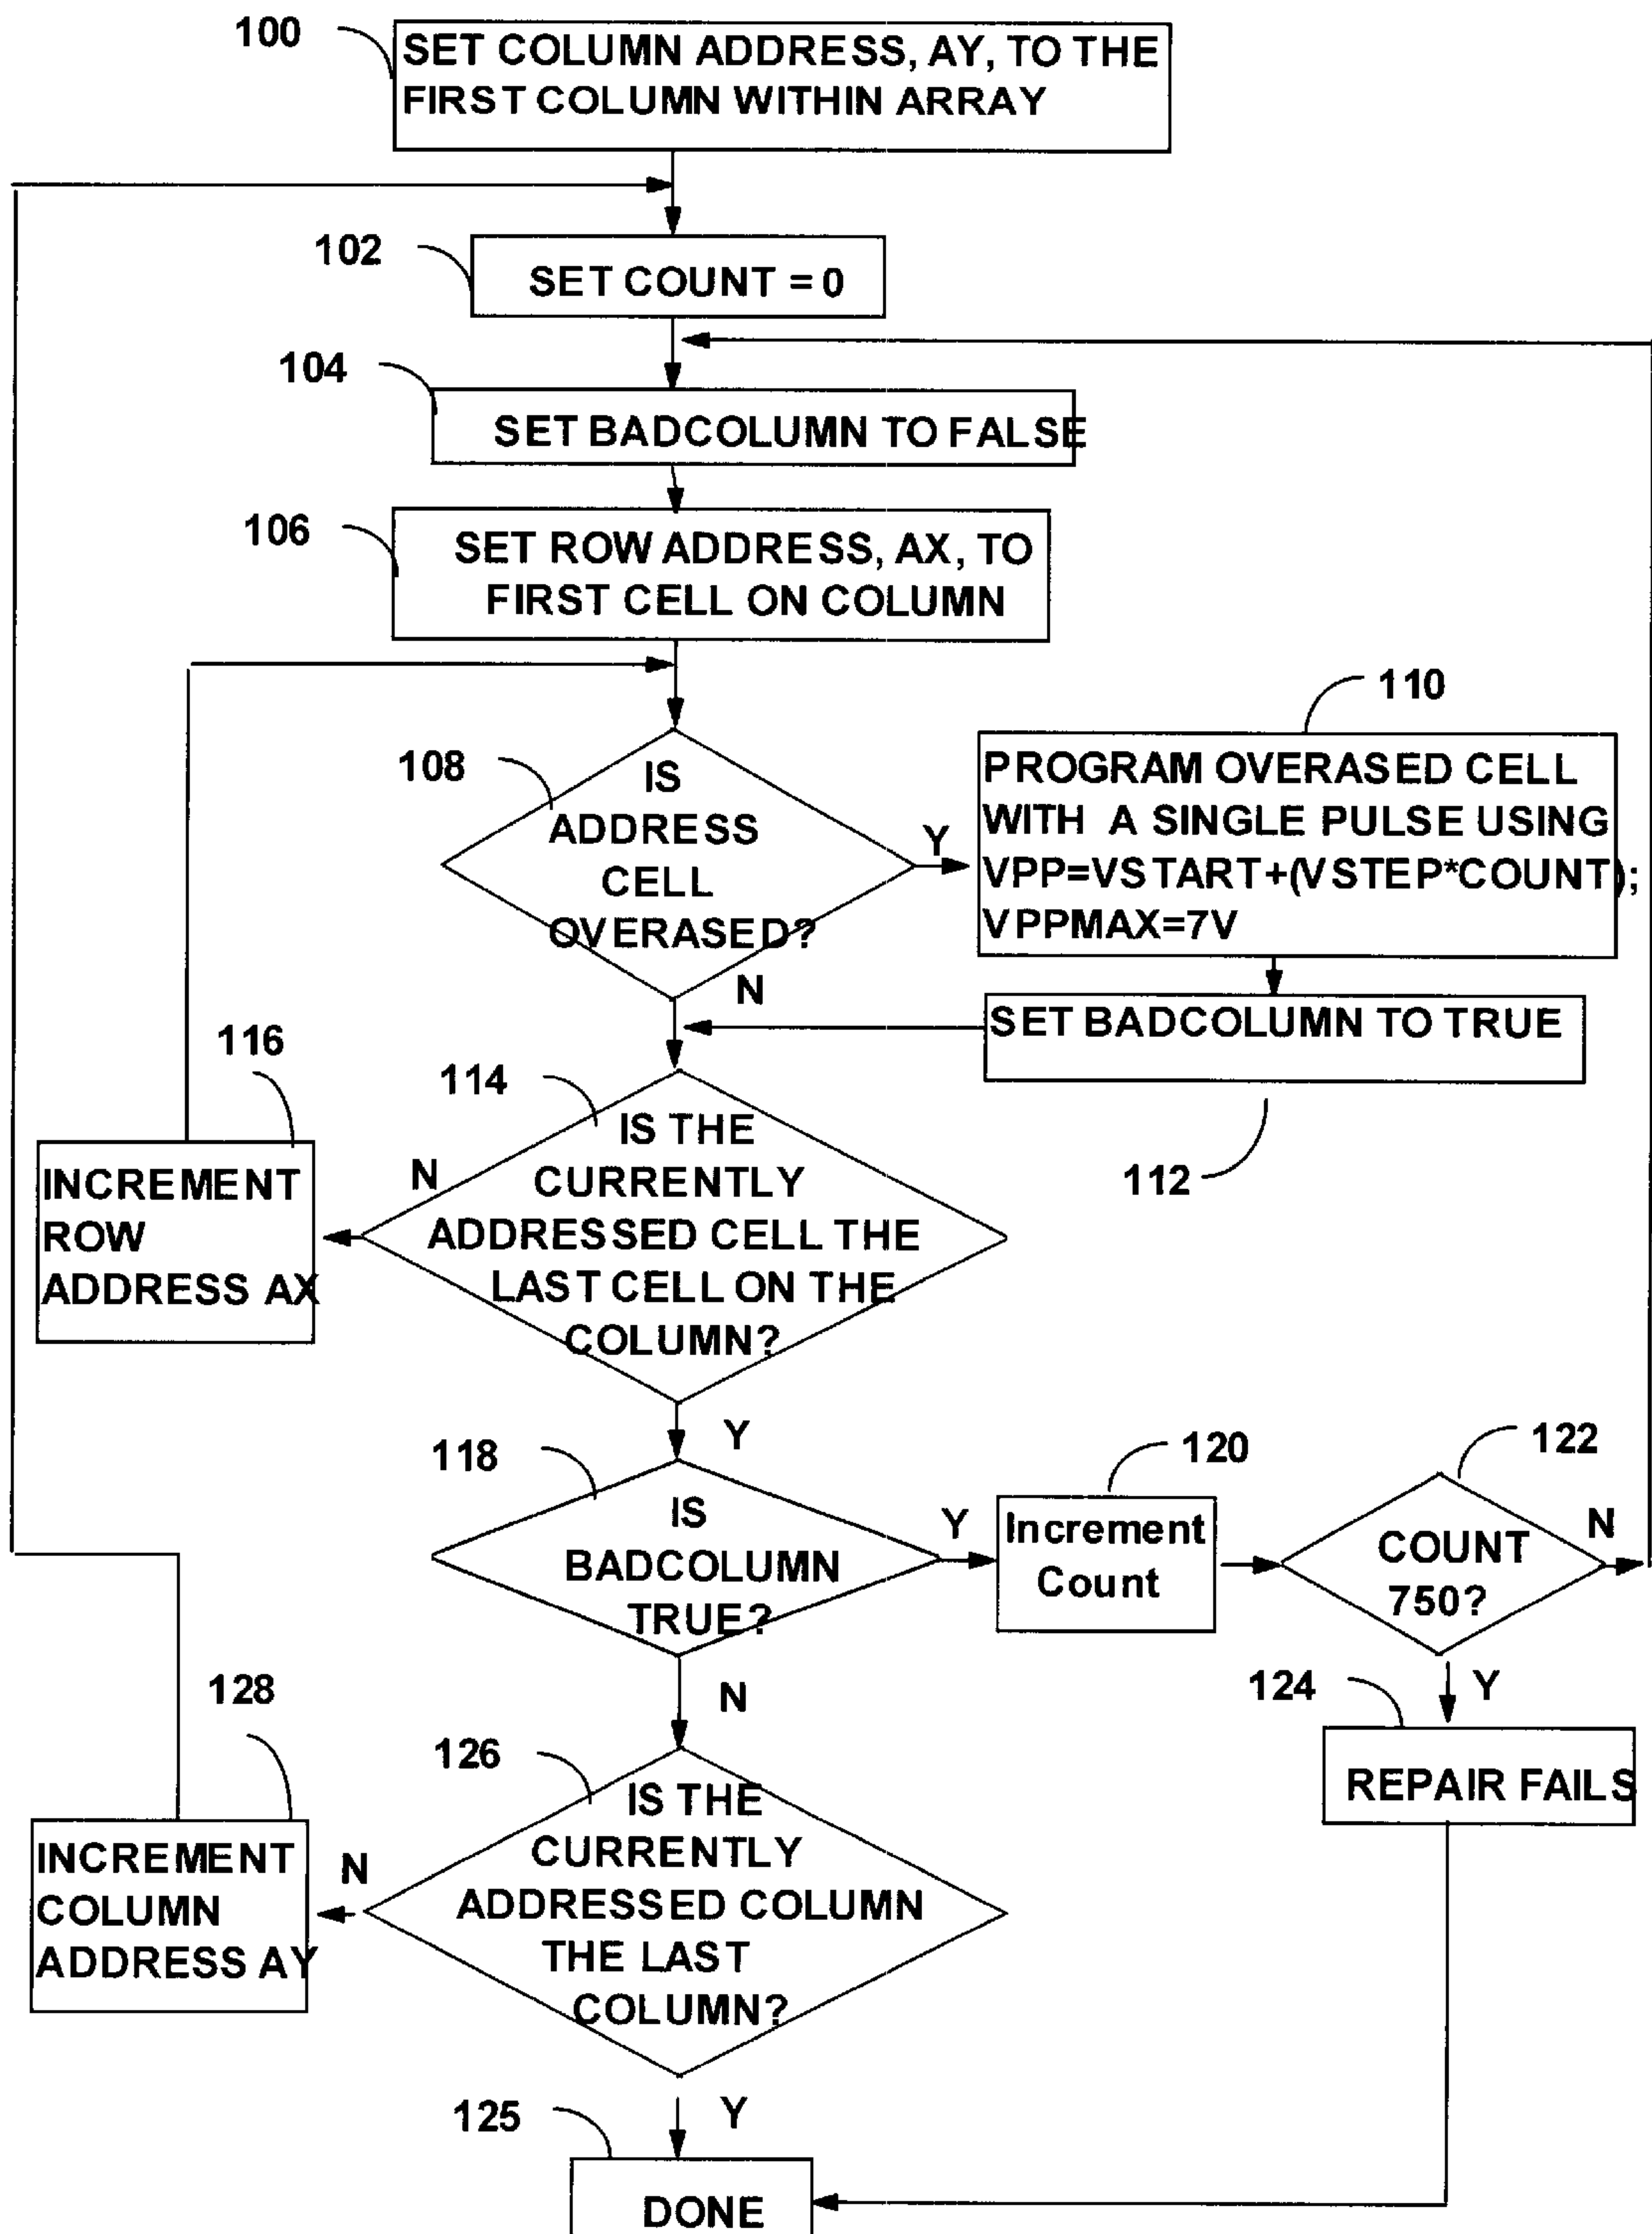 100
SET COLUMN ADDRESS, AY, TO THE
FIRST COLUMN WITHIN ARRAY
102
SET COUNT = 0
104
SET BADCOLUMN TO FALSE
106
SET ROW ADDRESS, AX, TO
FIRST CELL ON COLUMN
108
IS
ADDRESS
CELL
OVERASED?
Y
N
110
PROGRAM OVERASED CELL
WITH A SINGLE PULSE USING
VPP=VSTART+(VSTEP*COUNT);
VPPMAX=7V
SET BADCOLUMN TO TRUE
112
114
IS THE
CURRENTLY
ADDRESSED CELL THE
LAST CELL ON THE
COLUMN?
N
Y
116
INCREMENT
ROW
ADDRESS AX
118
IS
BADCOLUMN
TRUE?
Y
N
120
Increment
Count
122
COUNT
750?
N
Y
124
REPAIR FAILS
126
IS THE
CURRENTLY
ADDRESSED COLUMN
THE LAST
COLUMN?
N
Y
128
INCREMENT
COLUMN
ADDRESS AY
125
DONE